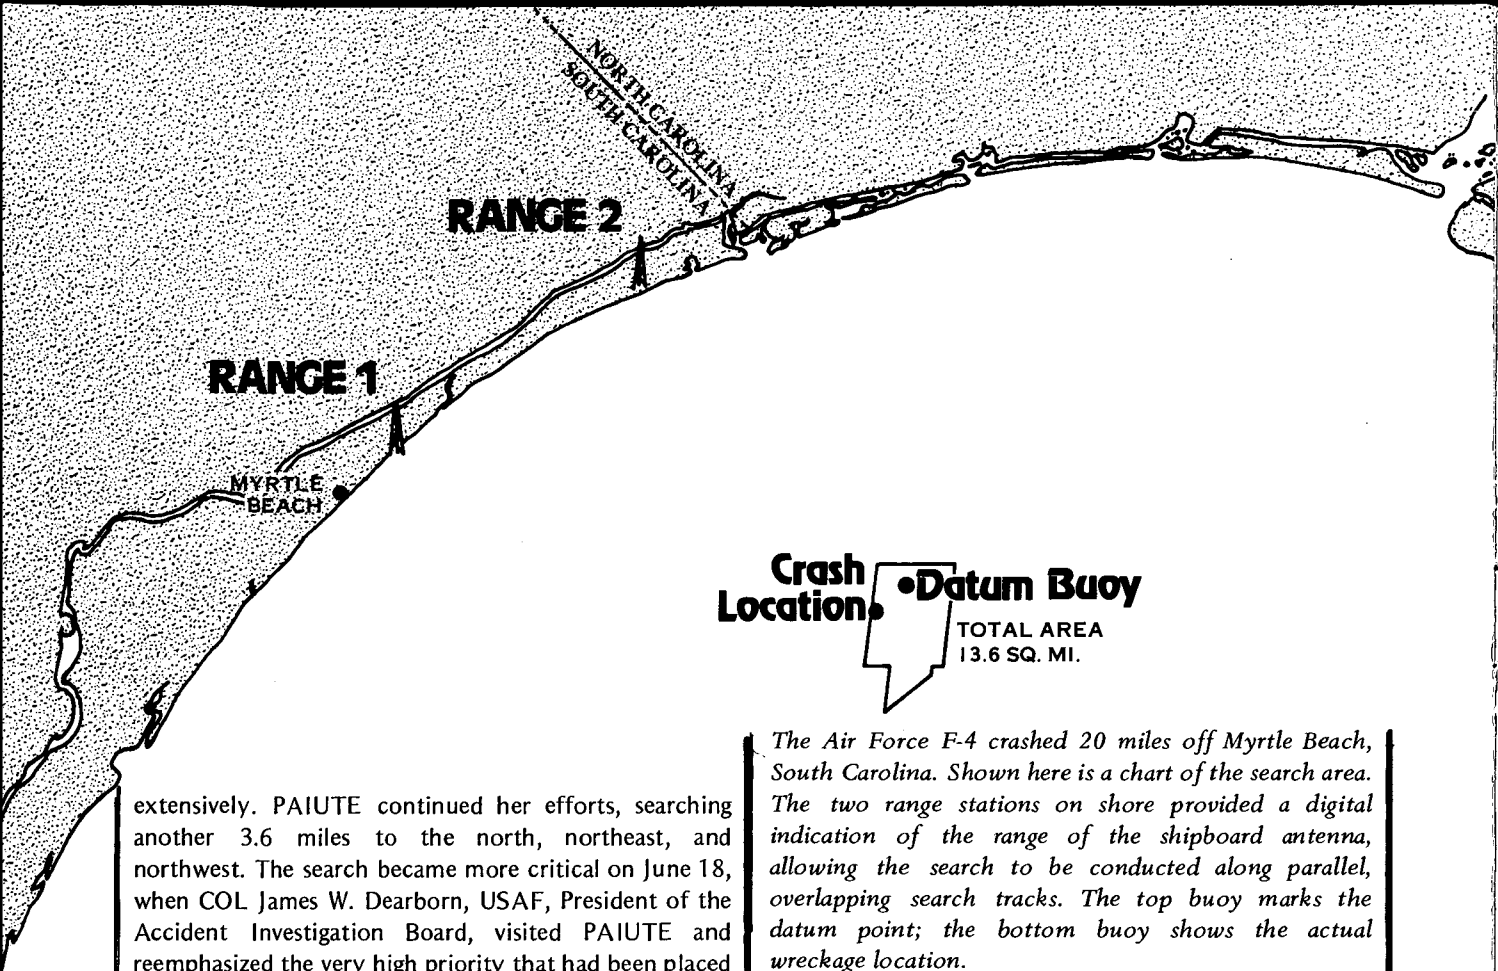 NORTH CAROLINA
SOUTH CAROLINA
RANGE 2
RANGE 1
MYRTLE
BEACH
Crash
Location
Datum Buoy
TOTAL AREA
13.6 SQ. MI.
extensively. PAIUTE continued her efforts, searching
another 3.6 miles to the north, northeast, and
northwest. The search became more critical on June 18,
when COL James W. Dearborn, USAF, President of the
Accident Investigation Board, visited PAIUTE and
reemphasized the very high priority that had been placed
The Air Force F-4 crashed 20 miles off Myrtle Beach,
South Carolina. Shown here is a chart of the search area.
The two range stations on shore provided a digital
indication of the range of the shipboard antenna,
allowing the search to be conducted along parallel,
overlapping search tracks. The top buoy marks the
datum point; the bottom buoy shows the actual
wreckage location.